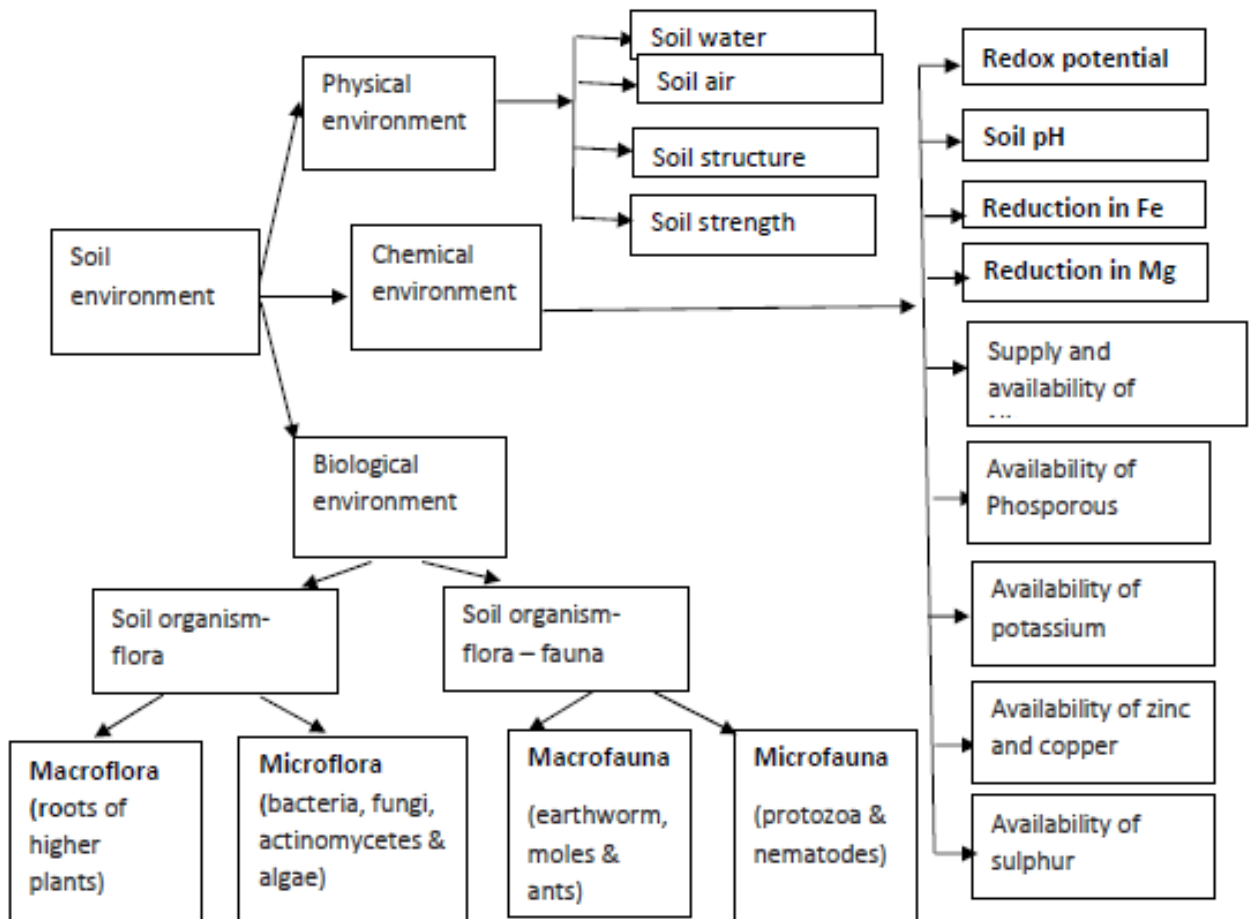 Soil
environment
Physical
environment
Soil water
Soil air
Soil structure
Soil strength
Chemical
environment
Redox potential
Soil pH
Reduction in Fe
Reduction in Mg
Supply and
availability of
Availability of
Phosporous
Availability of
potassium
Availability of zinc
and copper
Availability of
sulphur
Biological
environment
Soil organism-
flora
Soil organism-
flora – fauna
Macroflora
(roots of
higher
plants)
Microflora
(bacteria, fungi,
actinomycetes &
algae)
Macrofauna
(earthworm,
moles &
ants)
Microfauna
(protozoa &
nematodes)